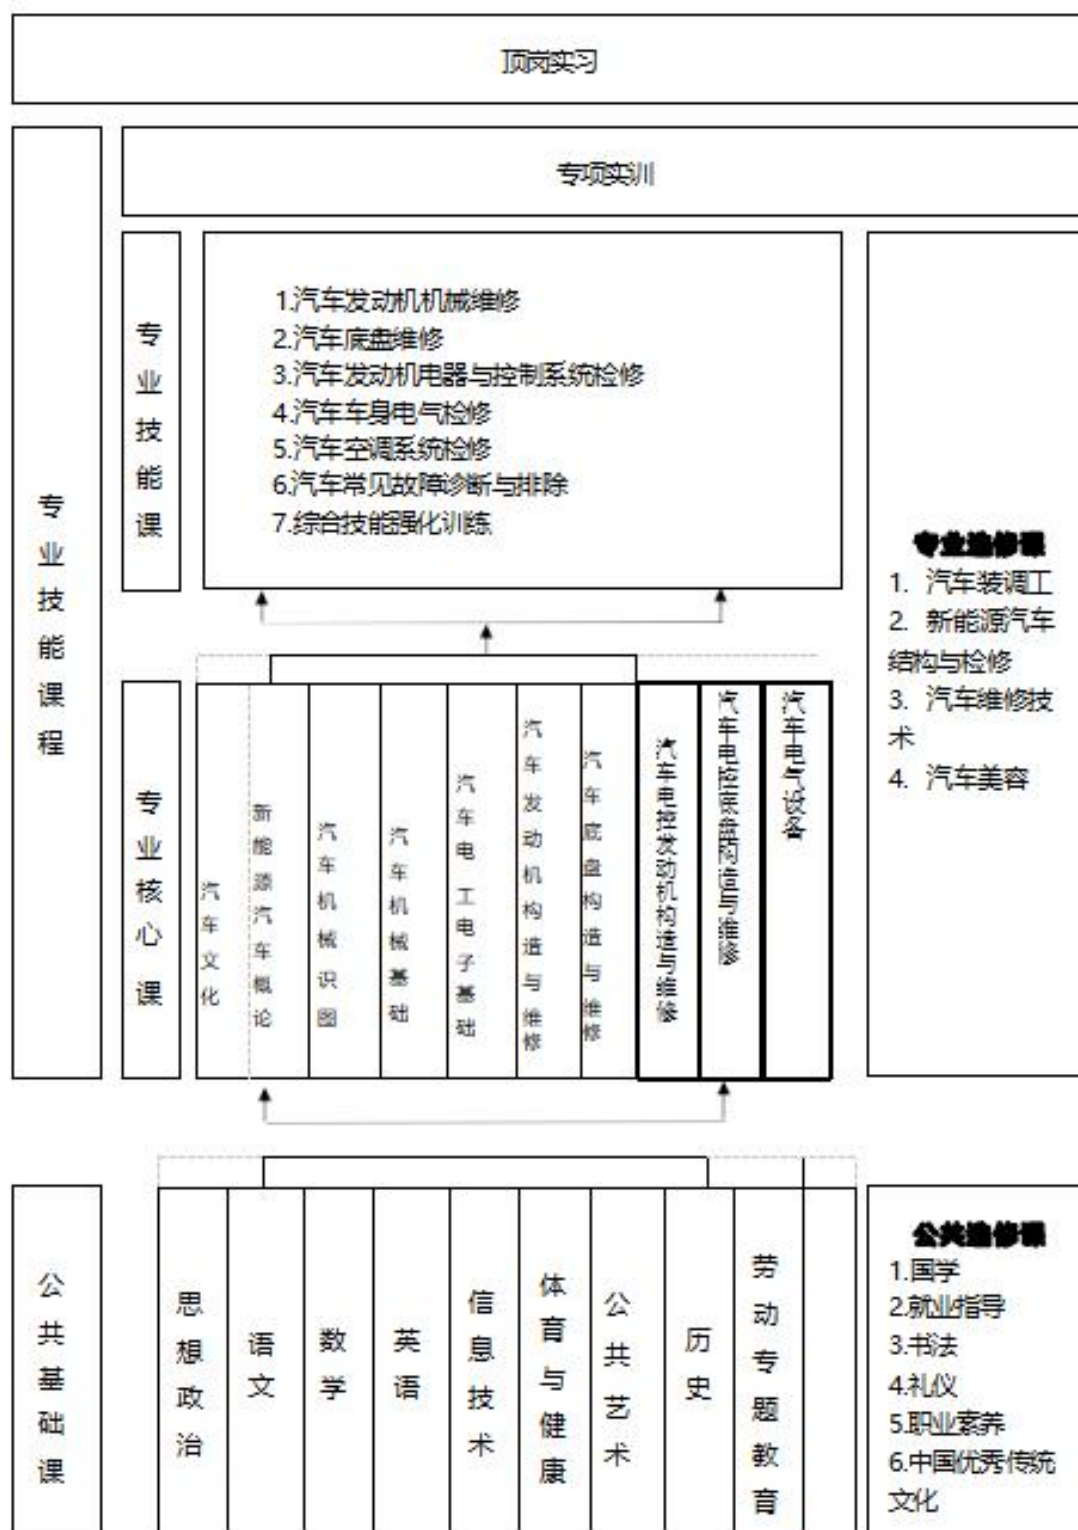 顶岗实习
专业技能课程
专项实训
专业技能课
1.汽车发动机机械维修
2.汽车底盘维修
3.汽车发动机电器与控制系统检修
4.汽车车身电气检修
5.汽车空调系统检修
6.汽车常见故障诊断与排除
7.综合技能强化训练
专业核心课
汽车文化
新能源汽车概论
汽车机械识图
汽车机械基础
汽车电工电子基础
汽车发动机构造与维修
汽车底盘构造与维修
汽车电控发动机构造与维修
汽车电控底盘构造与维修
汽车电气设备
专业选修课
1. 汽车装调工
2. 新能源汽车
结构与检修
3. 汽车维修技
术
4. 汽车美容
公共基础课
思想政治
语文
数学
英语
信息技术
体育与健康
公共艺术
历史
劳动专题教育
公共选修课
1.国学
2.就业指导
3.书法
4.礼仪
5.职业素养
6.中国优秀传统
文化